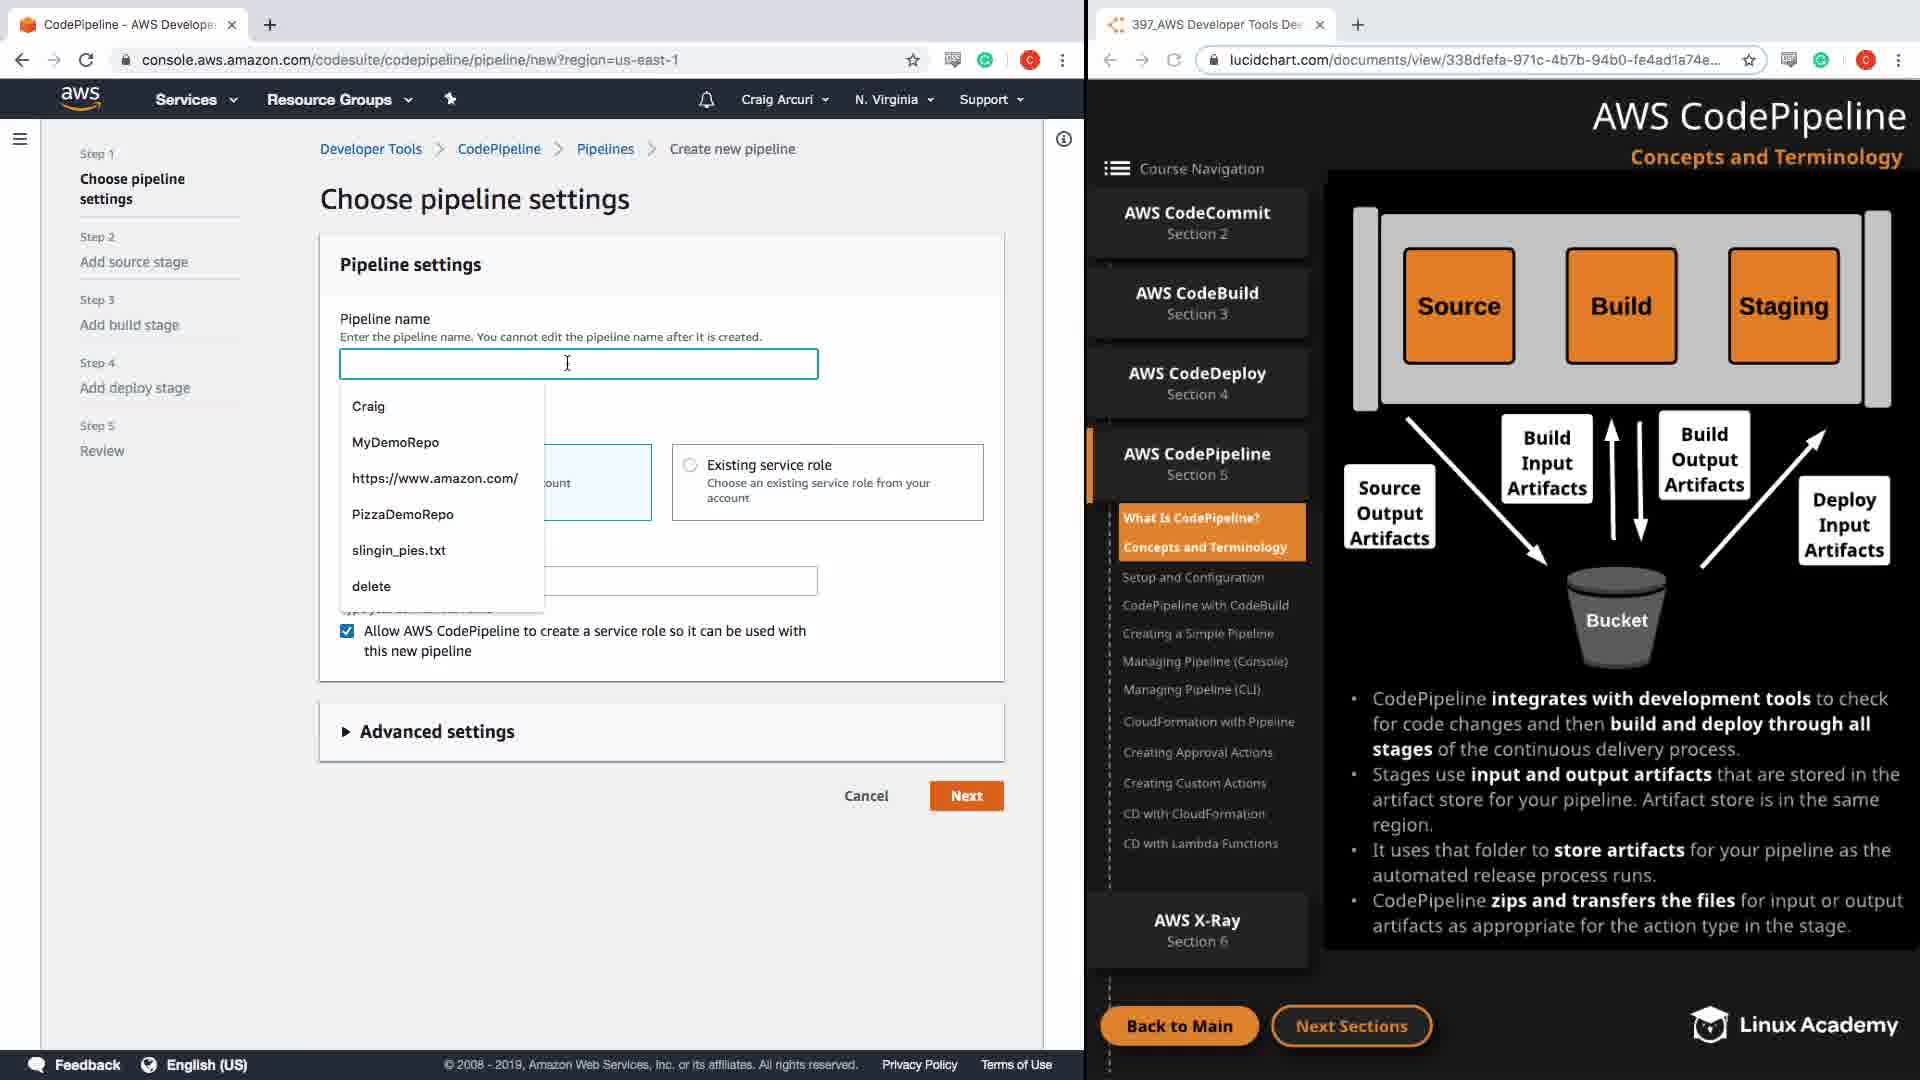 CodePipeline - AWS Develope
console.aws.amazon.com/codesuite/codepipeline/pipeline/new?region=us-east-1
aws
Services
Resource Groups
Craig Arcuri
N. Virginia
Support
Step 1
Choose pipeline
settings
Step 2
Add source stage
Step 3
Add build stage
Step 4
Add deploy stage
Step 5
Review
Developer Tools
CodePipeline
Pipelines
Create new pipeline
Choose pipeline settings
Pipeline settings
Pipeline name
Enter the pipeline name. You cannot edit the pipeline name after it is created.
Craig
MyDemoRepo
https://www.amazon.com/
PizzaDemoRepo
slingin_pies.txt
delete
ount
Existing service role
Choose an existing service role from your
account
Allow AWS CodePipeline to create a service role so it can be used with
this new pipeline
Advanced settings
Cancel
Next
Feedback
English (US)
© 2008 - 2019, Amazon Web Services, Inc. or its affiliates. All rights reserved.
Privacy Policy
Terms of Use
397_AWS Developer Tools Dee
lucidchart.com/documents/view/338dfefa-971c-4b7b-94b0-fe4ad1a74e...
AWS CodePipeline
Concepts and Terminology
Course Navigation
AWS CodeCommit
Section 2
AWS CodeBuild
Section 3
AWS CodeDeploy
Section 4
AWS CodePipeline
Section 5
What Is CodePipeline?
Concepts and Terminology
Setup and Configuration
CodePipeline with CodeBuild
Creating a Simple Pipeline
Managing Pipeline (Console)
Managing Pipeline (CLI)
CloudFormation with Pipeline
Creating Approval Actions
Creating Custom Actions
CD with CloudFormation
CD with Lambda Functions
AWS X-Ray
Section 6
Back to Main
Next Sections
Source
Build
Staging
Source
Output
Artifacts
Build
Input
Artifacts
Build
Output
Artifacts
Deploy
Input
Artifacts
Bucket
• CodePipeline integrates with development tools to check
for code changes and then build and deploy through all
stages of the continuous delivery process.
• Stages use input and output artifacts that are stored in the
artifact store for your pipeline. Artifact store is in the same
region.
• It uses that folder to store artifacts for your pipeline as the
automated release process runs.
• CodePipeline zips and transfers the files for input or output
artifacts as appropriate for the action type in the stage.
Linux Academy